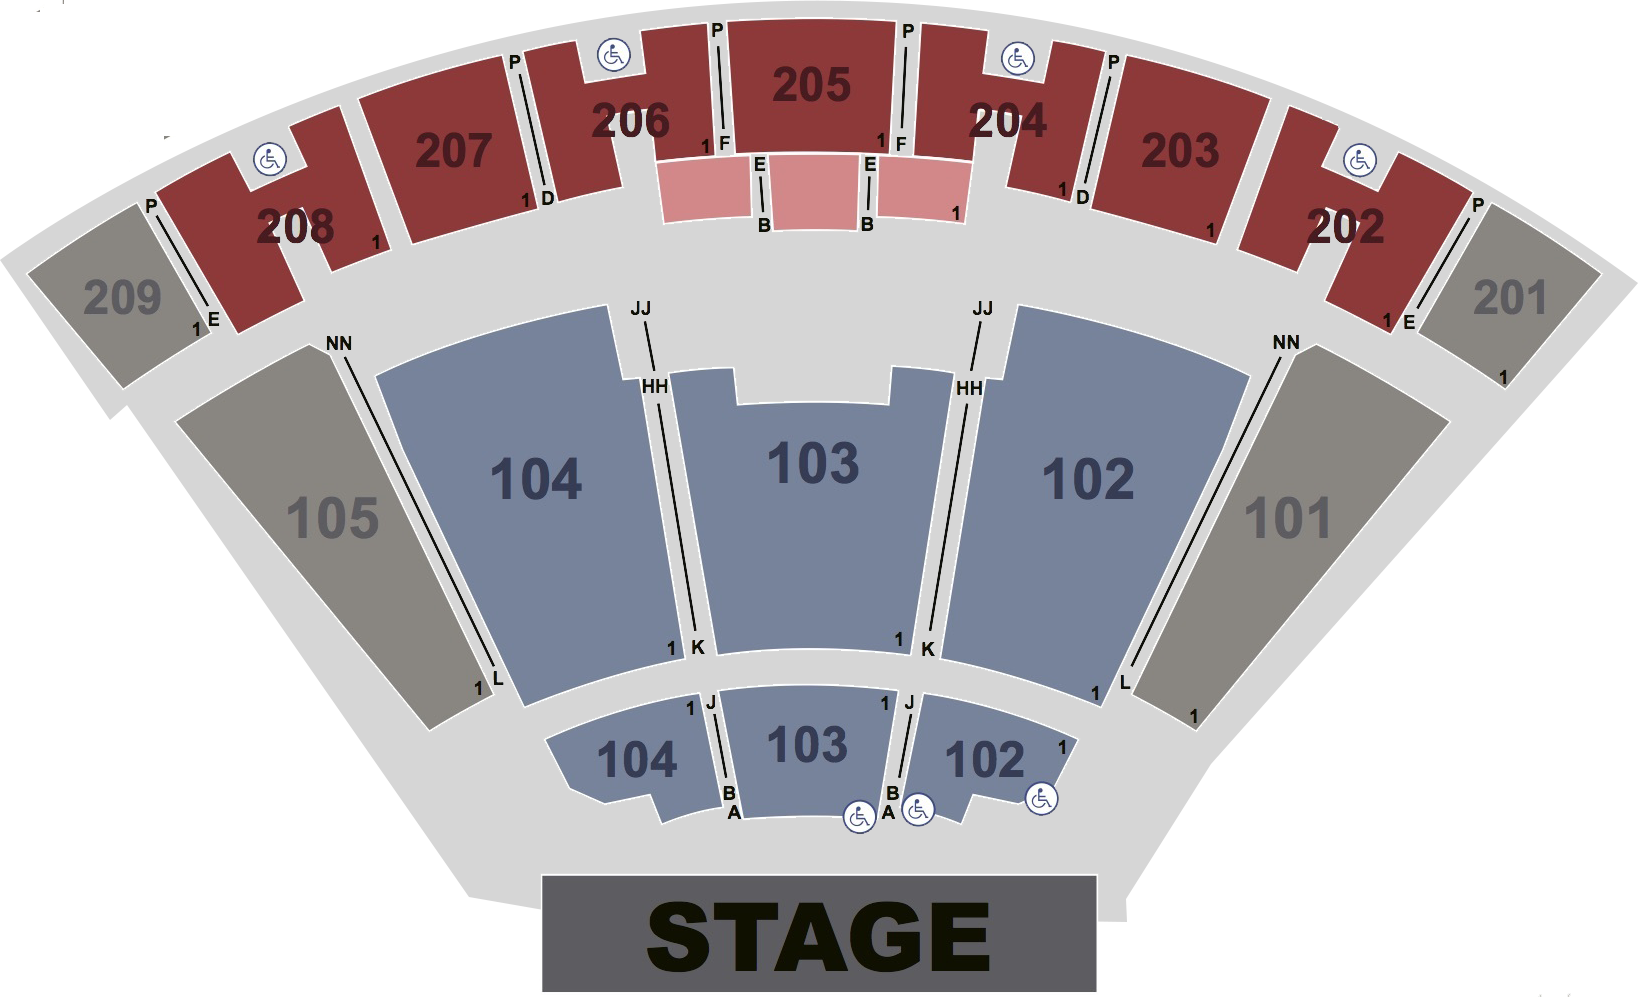 P P
P P
205
206 204
1 F 1 F
207 203
E E
1 D 1 D
P P
1
B B
208 202
1 1
209 201
1 E 1 E
JJ JJ
NN NN
1
HH HH
103
104 102
105 101
1 K 1 K
1 L 1 L
1 J 1 J
1
103
104 102
1
B B
A A
STAGE